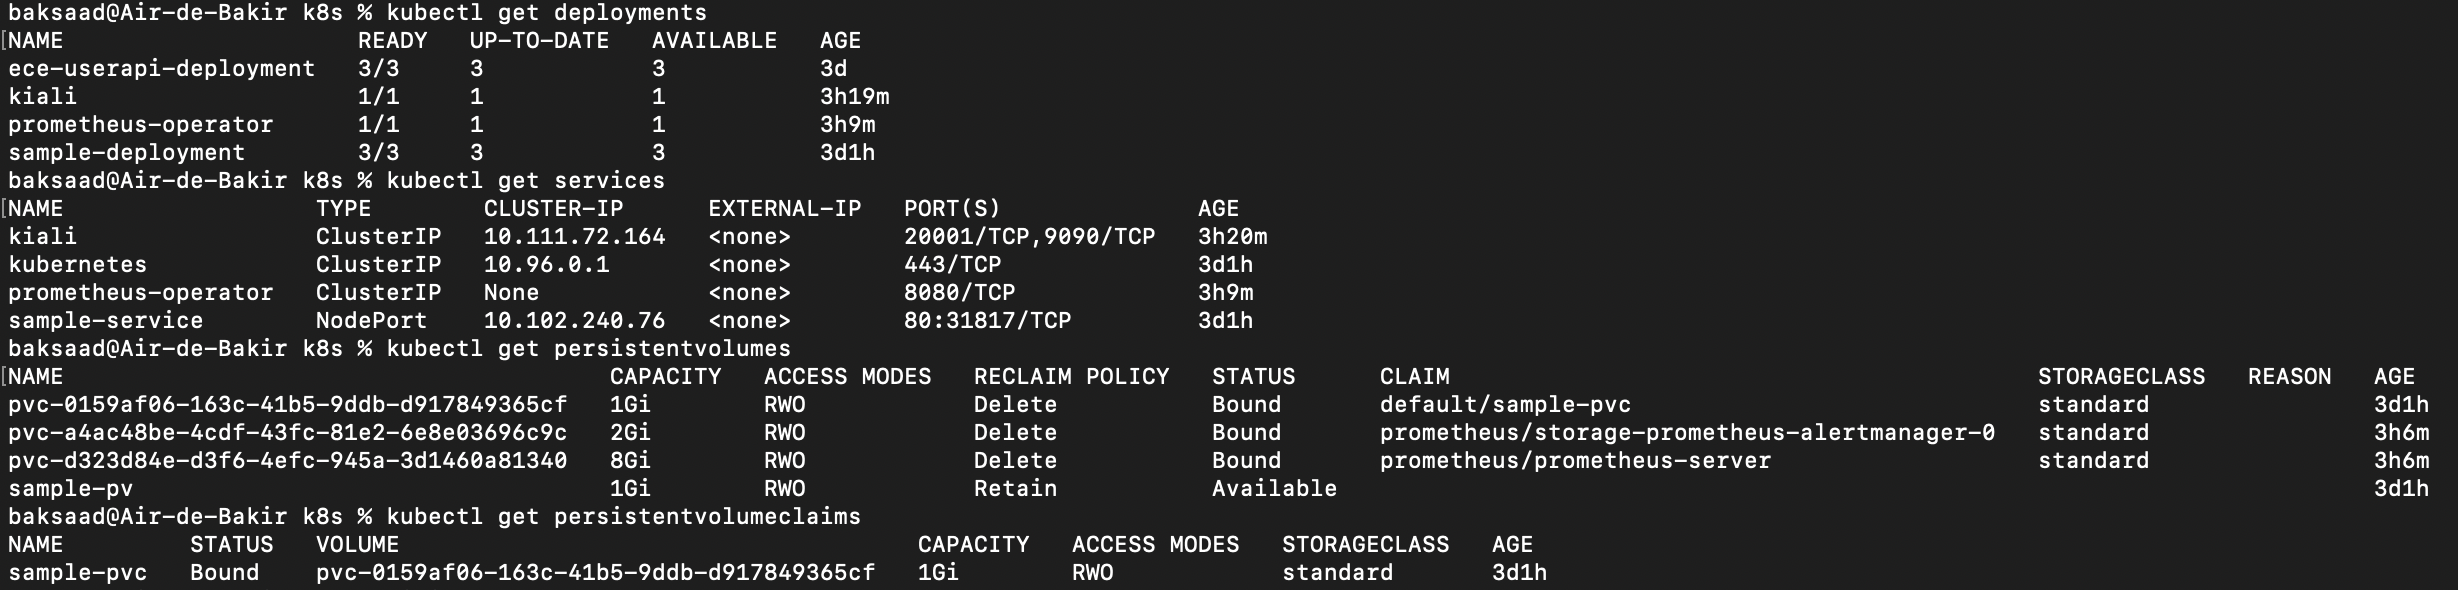 baksaad@Air-de-Bakir k8s % kubectl get deployments
[NAME                     READY   UP-TO-DATE   AVAILABLE   AGE
ece-userapi-deployment   3/3     3            3           3d
kiali                    1/1     1            1           3h19m
prometheus-operator      1/1     1            1           3h9m
sample-deployment        3/3     3            3           3d1h
baksaad@Air-de-Bakir k8s % kubectl get services
[NAME                  TYPE        CLUSTER-IP      EXTERNAL-IP   PORT(S)              AGE
kiali                 ClusterIP   10.111.72.164   <none>        20001/TCP,9090/TCP   3h20m
kubernetes            ClusterIP   10.96.0.1       <none>        443/TCP              3d1h
prometheus-operator   ClusterIP   None            <none>        8080/TCP             3h9m
sample-service        NodePort    10.102.240.76   <none>        80:31817/TCP         3d1h
baksaad@Air-de-Bakir k8s % kubectl get persistentvolumes
[NAME                                       CAPACITY   ACCESS MODES   RECLAIM POLICY   STATUS      CLAIM                                          STORAGECLASS   REASON   AGE
pvc-0159af06-163c-41b5-9ddb-d917849365cf   1Gi        RWO            Delete           Bound       default/sample-pvc                             standard                3d1h
pvc-a4ac48be-4cdf-43fc-81e2-6e8e03696c9c   2Gi        RWO            Delete           Bound       prometheus/storage-prometheus-alertmanager-0   standard                3h6m
pvc-d323d84e-d3f6-4efc-945a-3d1460a81340   8Gi        RWO            Delete           Bound       prometheus/prometheus-server                   standard                3h6m
sample-pv                                  1Gi        RWO            Retain           Available                                                                          3d1h
baksaad@Air-de-Bakir k8s % kubectl get persistentvolumeclaims
NAME         STATUS   VOLUME                                     CAPACITY   ACCESS MODES   STORAGECLASS   AGE
sample-pvc   Bound    pvc-0159af06-163c-41b5-9ddb-d917849365cf   1Gi        RWO            standard       3d1h